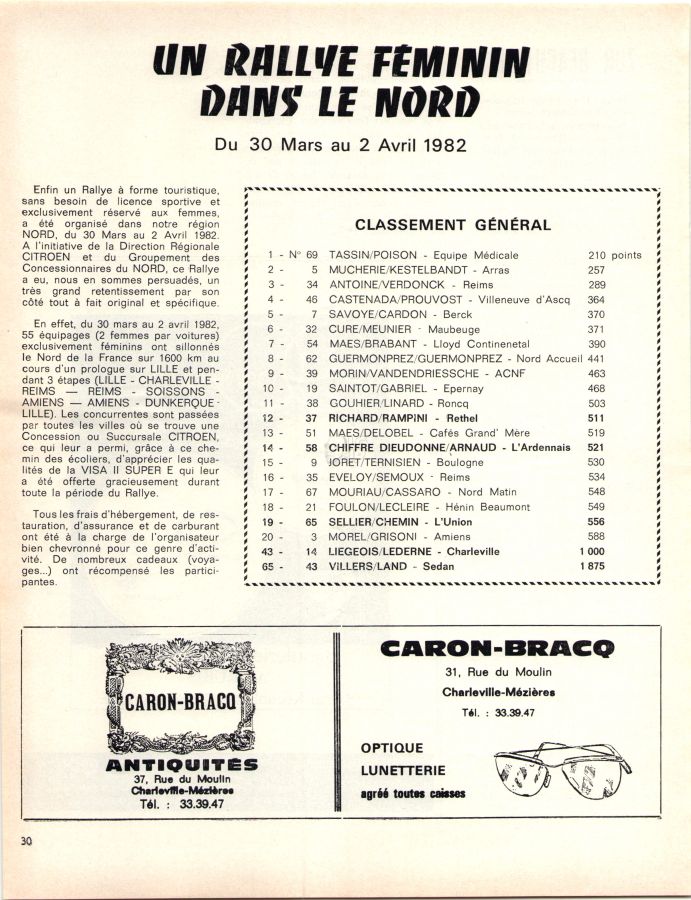 UN RALLYE FÉMININ
DANS LE NORD
Du 30 Mars au 2 Avril 1982
Enfin un Rallye à forme touristique,
sans besoin de licence sportive et
exclusivement réservé aux femmes,
a été organisé dans notre région
NORD, du 30 Mars au 2 Avril 1982.
A l'initiative de la Direction Régionale
CITROEN et du Groupement des
Concessionnaires du NORD, ce Rallye
a eu, nous en sommes persuadés, un
très grand retentissement par son
côté tout à fait original et spécifique.
En effet, du 30 mars au 2 avril 1982,
55 équipages (2 femmes par voitures)
exclusivement féminins ont sillonnés
le Nord de la France sur 1600 km au
cours d'un prologue sur LILLE et pen-
dant 3 étapes (LILLE - CHARLEVILLE -
REIMS — REIMS - SOISSONS -
AMIENS — AMIENS - DUNKERQUE -
LILLE). Les concurrentes sont passées
par toutes les villes où se trouve une
Concession ou Succursale CITROEN,
ce qui leur a permi, grâce à ce che-
min des écoliers, d'apprécier les qua-
lités de la VISA II SUPER E qui leur
a été offerte gracieusement durant
toute la période du Rallye.
Tous les frais d'hébergement, de res-
tauration, d'assurance et de carburant
ont été à la charge de l'organisateur
bien chevronné pour ce genre d'acti-
vité. De nombreux cadeaux (voya-
ges...) ont récompensé les partici-
pantes.
CLASSEMENT GÉNÉRAL
1 - N° 69 TASSIN/POISON - Equipe Médicale 210 points
2 - 5 MUCHERIE/KESTELBANDT - Arras 257
3 - 34 ANTOINE/VERDONCK - Reims 289
4 - 46 CASTENADA/PROUVOST - Villeneuve d'Ascq 364
5 - 7 SAVOYE/CARDON - Berck 370
6 - 32 CURE/MEUNIER - Maubeuge 371
7 - 54 MAES/BRABANT - Lloyd Continenetal 390
8 - 62 GUERMONPREZ/GUERMONPREZ - Nord Accueil 441
9 - 39 MORIN/VANDENDRIESSCHE - ACNF 463
10 - 19 SAINTOT/GABRIEL - Epernay 468
11 - 38 GOUHIER/LINARD - Roncq 503
12 - 37 RICHARD/RAMPiNI - Rethel 511
13 - 51 MAES/DELOBEL - Cafés Grand' Mère 519
14 - 58 CHIFFRE DIEUDONNE/ARNAUD - L'Ardennais 521
15 - 9 JORET/TERNISIEN - Boulogne 530
16 - 35 EVELOY/SEMOUX - Reims 534
17 - 67 MOURIAU/CASSARO - Nord Matin 548
18 - 21 FOULON/LECLEIRE - Hénin Beaumont 549
19 - 65 SELLIER/CHEMIN - L'Union 556
20 - 3 MOREL/GRISONI - Amiens 588
43 - 14 LIEGEOIS/LEDERNE - Charleville 1 000
65 - 43 VILLERS/LAND - Sedan 1 875
CARON-BRACQ
ANTIQUITÉS
37, Rue du Moulin
Charleville-Mézières
Tél. : 33.39.47
CARON-BRACQ
31, Rue du Moulin
Charleville-Mézières
Tél. : 33.39.47
OPTIQUE
LUNETTERIE
agréé toutes caisses
30